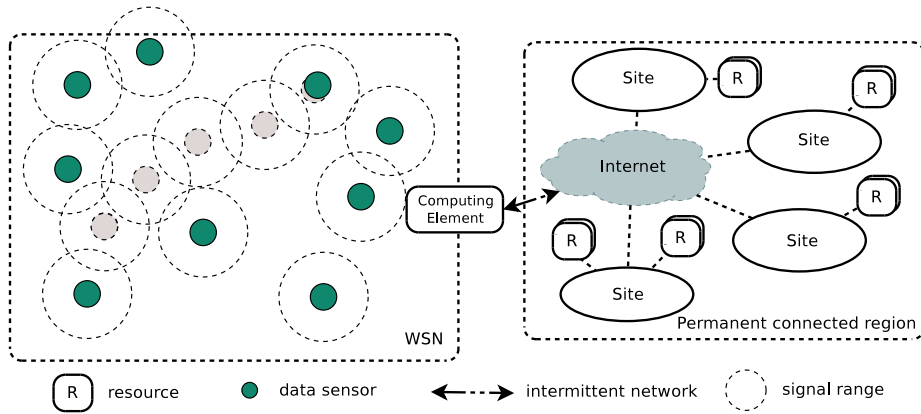 Site
R
R
Site
Internet
Computing
Element
R
Site
R
R
Site
WSN
Permanent connected region
R resource
data sensor
intermittent network
signal range